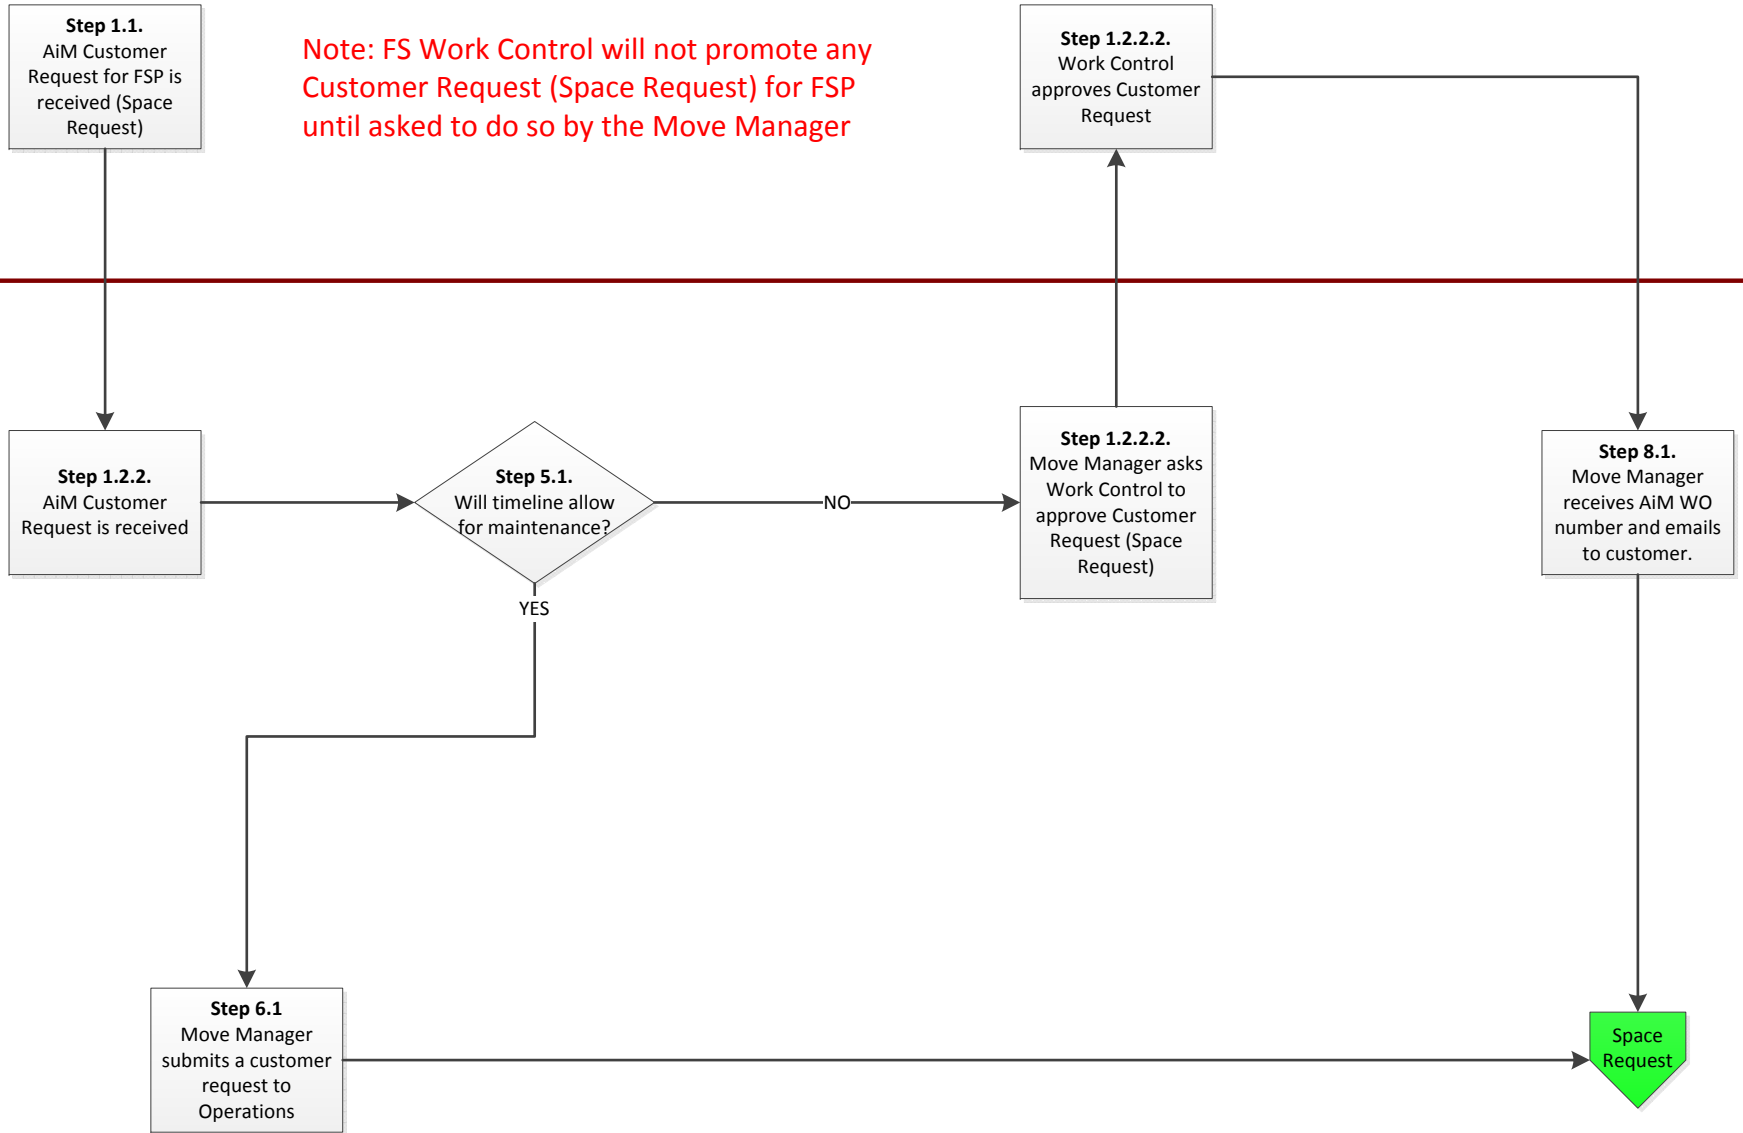 Step 1.1.
AiM Customer
Request for FSP is
received (Space
Request)
Note: FS Work Control will not promote any
Customer Request (Space Request) for FSP
until asked to do so by the Move Manager
Step 1.2.2.2.
Work Control
approves Customer
Request
Step 1.2.2.
AiM Customer
Request is received
Step 5.1.
Will timeline allow
for maintenance?
NO
YES
Step 1.2.2.2.
Move Manager asks
Work Control to
approve Customer
Request (Space
Request)
Step 8.1.
Move Manager
receives AiM WO
number and emails
to customer.
Step 6.1
Move Manager
submits a customer
request to
Operations
Space
Request